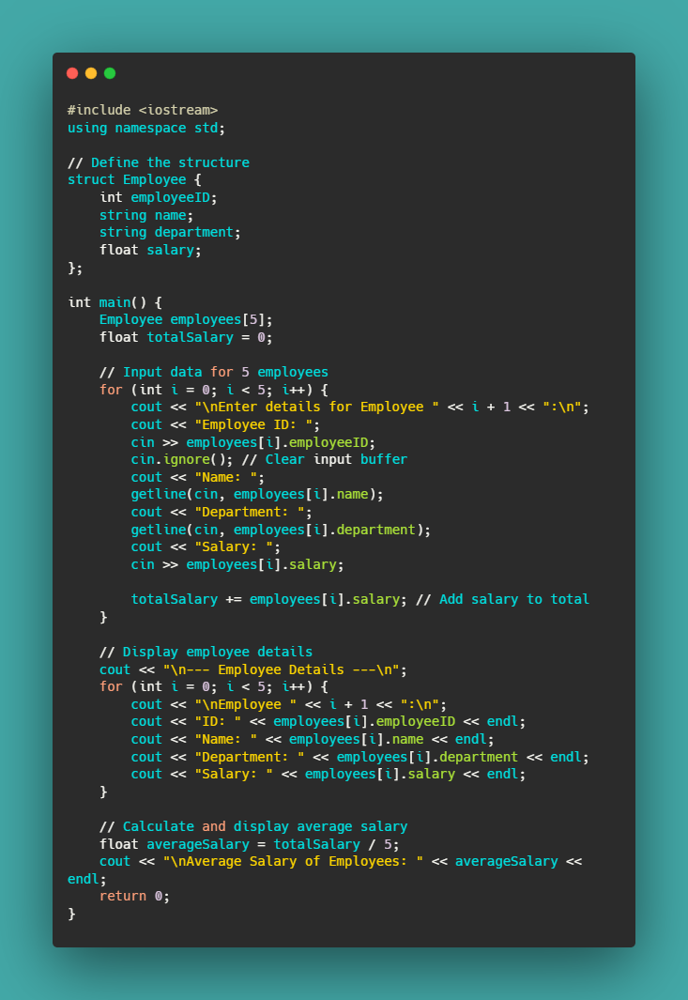 #include <iostream>
using namespace std;

// Define the structure
struct Employee {
    int employeeID;
    string name;
    string department;
    float salary;
};

int main() {
    Employee employees[5];
    float totalSalary = 0;

    // Input data for 5 employees
    for (int i = 0; i < 5; i++) {
        cout << "\nEnter details for Employee " << i + 1 << ":\n";
        cout << "Employee ID: ";
        cin >> employees[i].employeeID;
        cin.ignore(); // Clear input buffer
        cout << "Name: ";
        getline(cin, employees[i].name);
        cout << "Department: ";
        getline(cin, employees[i].department);
        cout << "Salary: ";
        cin >> employees[i].salary;

        totalSalary += employees[i].salary; // Add salary to total
    }

    // Display employee details
    cout << "\n--- Employee Details ---\n";
    for (int i = 0; i < 5; i++) {
        cout << "\nEmployee " << i + 1 << ":\n";
        cout << "ID: " << employees[i].employeeID << endl;
        cout << "Name: " << employees[i].name << endl;
        cout << "Department: " << employees[i].department << endl;
        cout << "Salary: " << employees[i].salary << endl;
    }

    // Calculate and display average salary
    float averageSalary = totalSalary / 5;
    cout << "\nAverage Salary of Employees: " << averageSalary <<
endl;
    return 0;
}